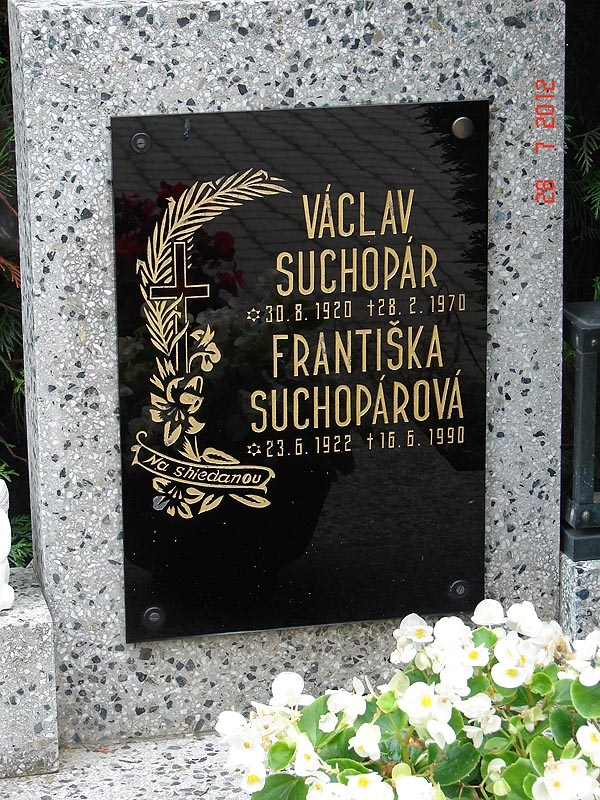 VÁCLAV
SUCHOPÁR
✡30. 8. 1920 †28. 2. 1970
FRANTIŠKA
SUCHOPÁROVÁ
✡23. 6. 1922 †16. 6. 1990
Na shledanou
28 7 2012